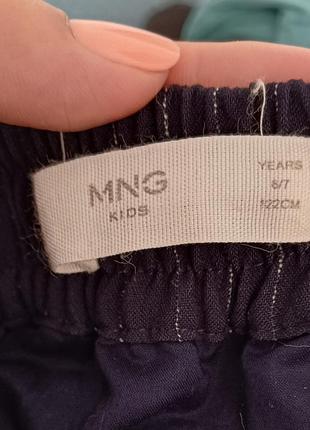 MNG
KIDS
YEARS
6/7
122CM